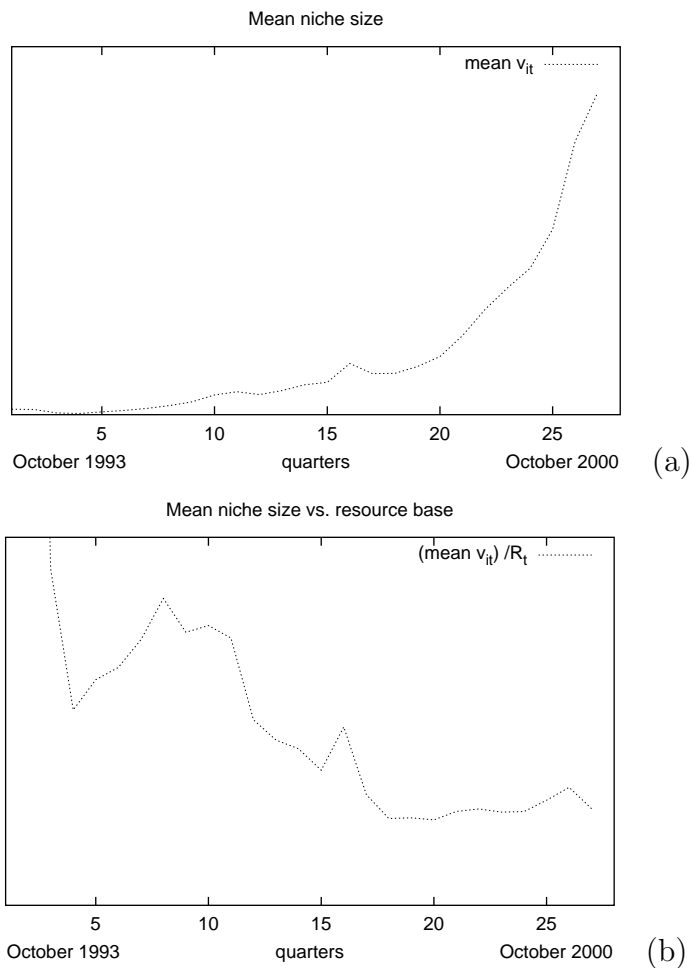 Mean niche size
mean v_it
5 10 15 20 25
October 1993 quarters October 2000
(a)
Mean niche size vs. resource base
(mean v_it) /R_t
5 10 15 20 25
October 1993 quarters October 2000
(b)